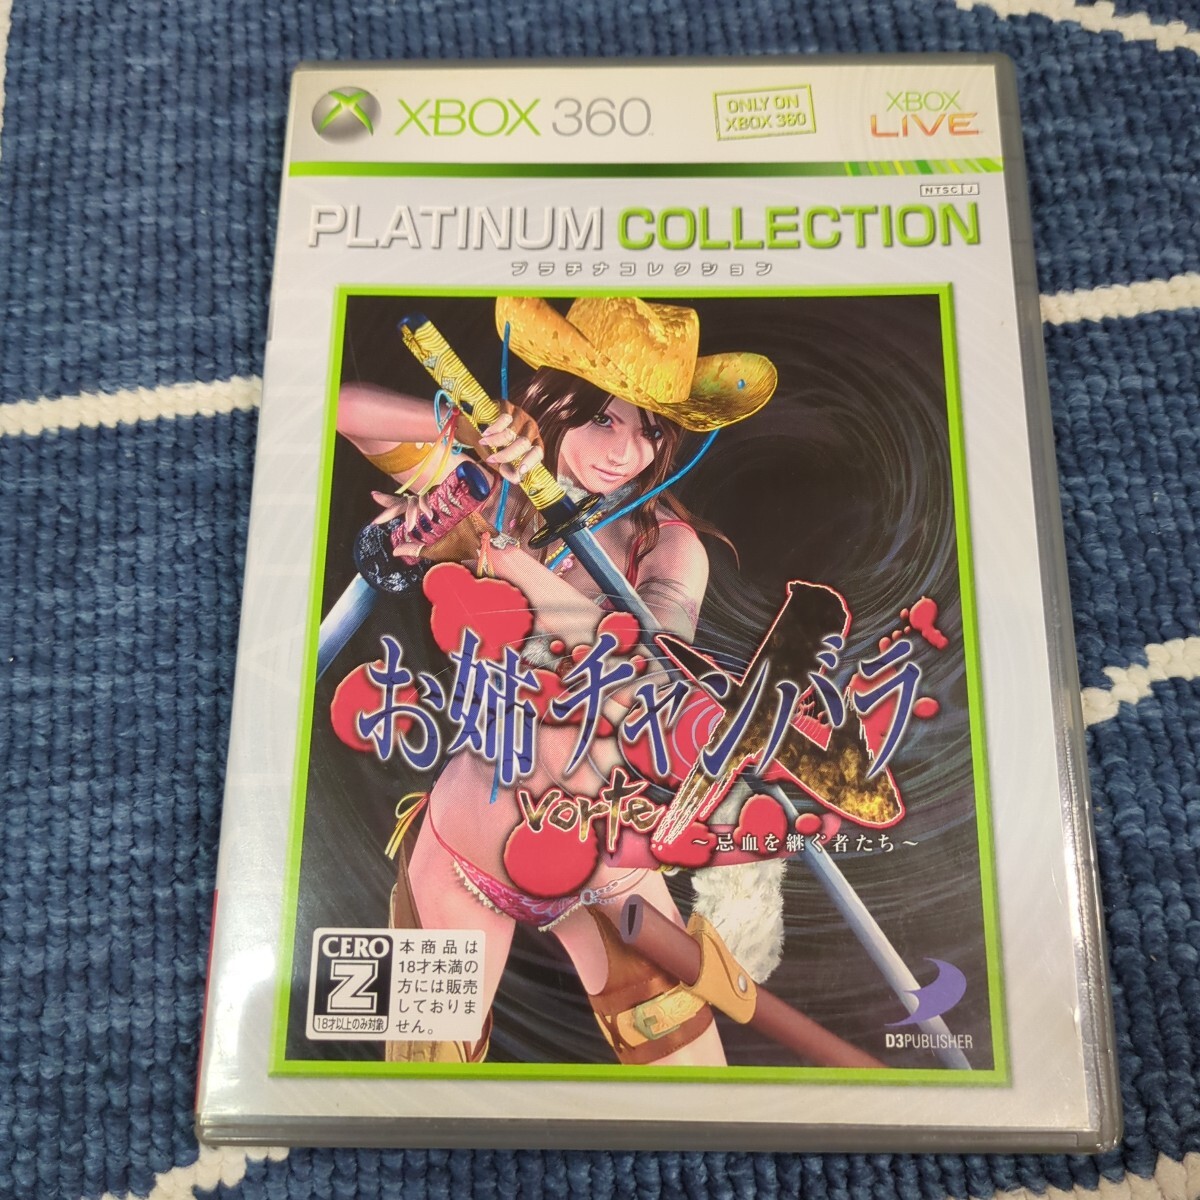 XBOX 360
ONLY ON
XBOX 360
XBOX
LIVE
NTSC J
PLATINUM COLLECTION
プラチナコレクション
お姉チャンバラ
vorteX
～忌血を継ぐ者たち～
CERO
Z
18才以上のみ対象
本商品は
18才未満の
方には販売
しておりま
せん。
D3PUBLISHER